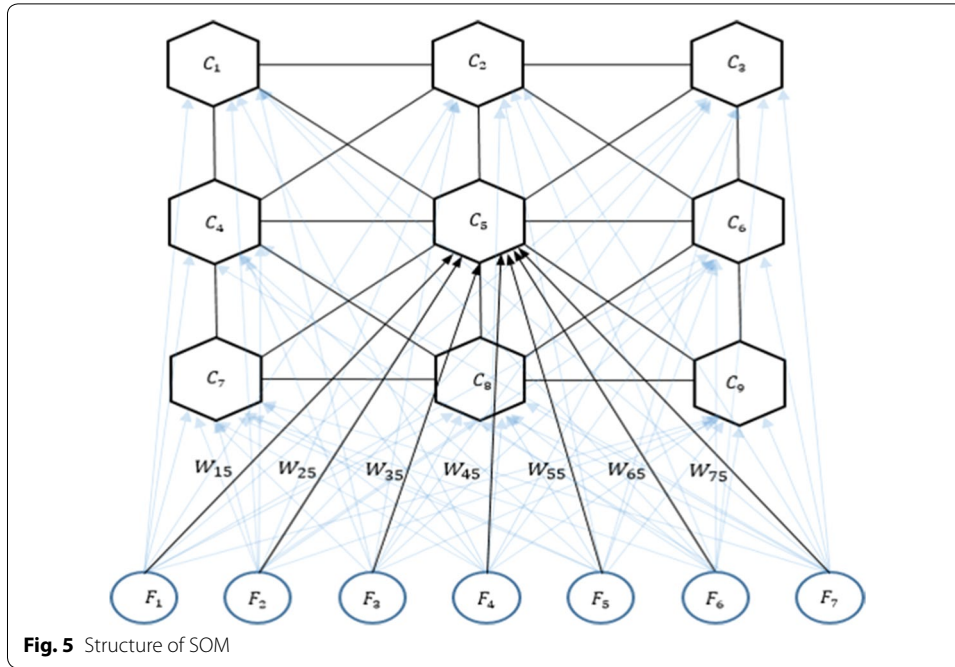 C₁ C₂ C₃
C₄ C₅ C₆
C₇ C₈ C₉
W₁₅ W₂₅ W₃₅ W₄₅ W₅₅ W₆₅ W₇₅
F₁ F₂ F₃ F₄ F₅ F₆ F₇
Fig. 5 Structure of SOM